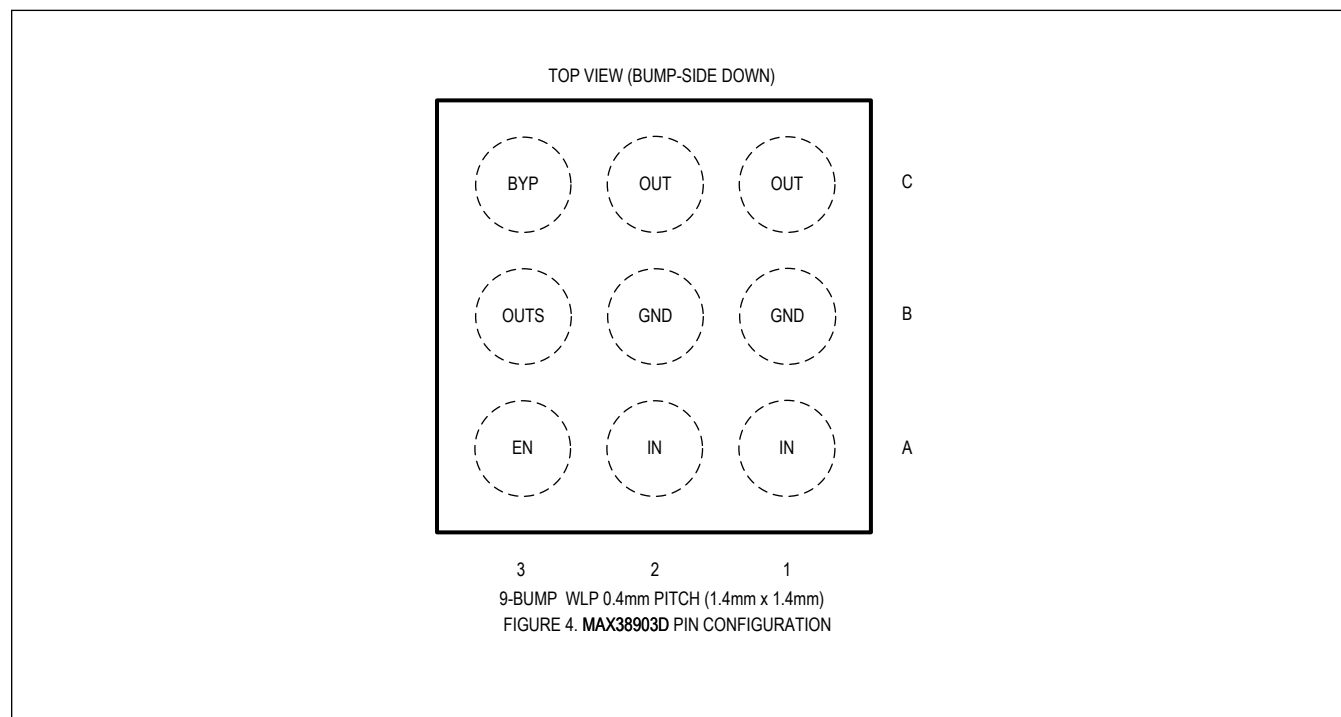 TOP VIEW (BUMP-SIDE DOWN)
BYP OUT OUT C
OUTS GND GND B
EN IN IN A
3 2 1
9-BUMP WLP 0.4mm PITCH (1.4mm x 1.4mm)
FIGURE 4. MAX38903D PIN CONFIGURATION